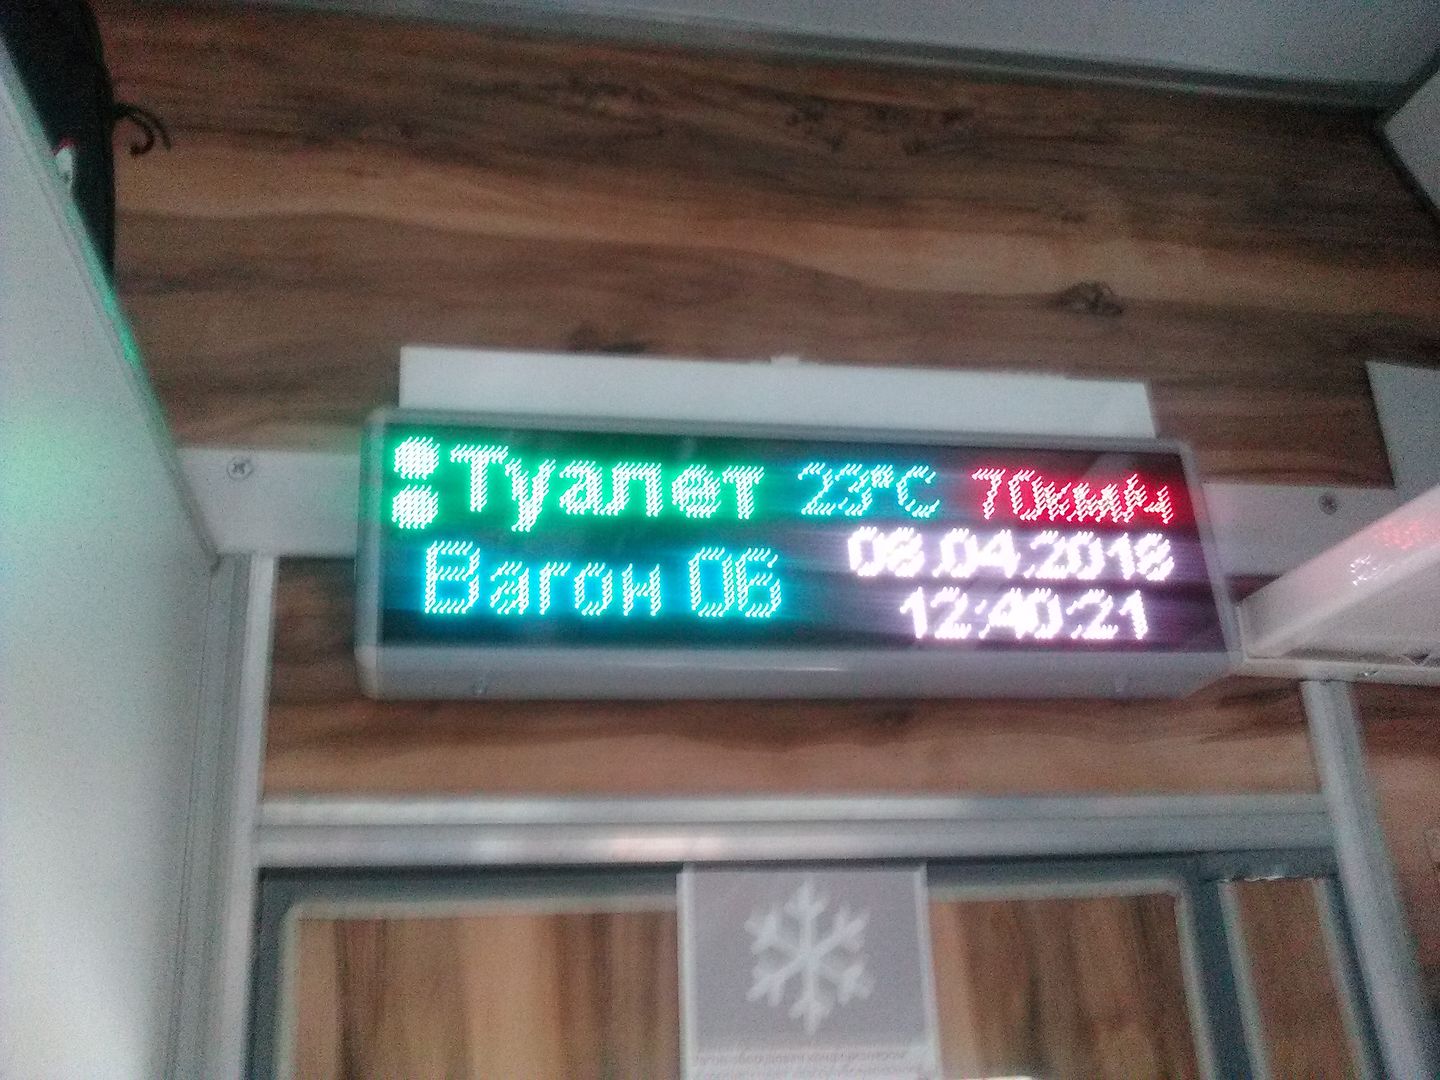 Туалет 23°C 70км/ч
Вагон 06 08.04.2018
12:40:21